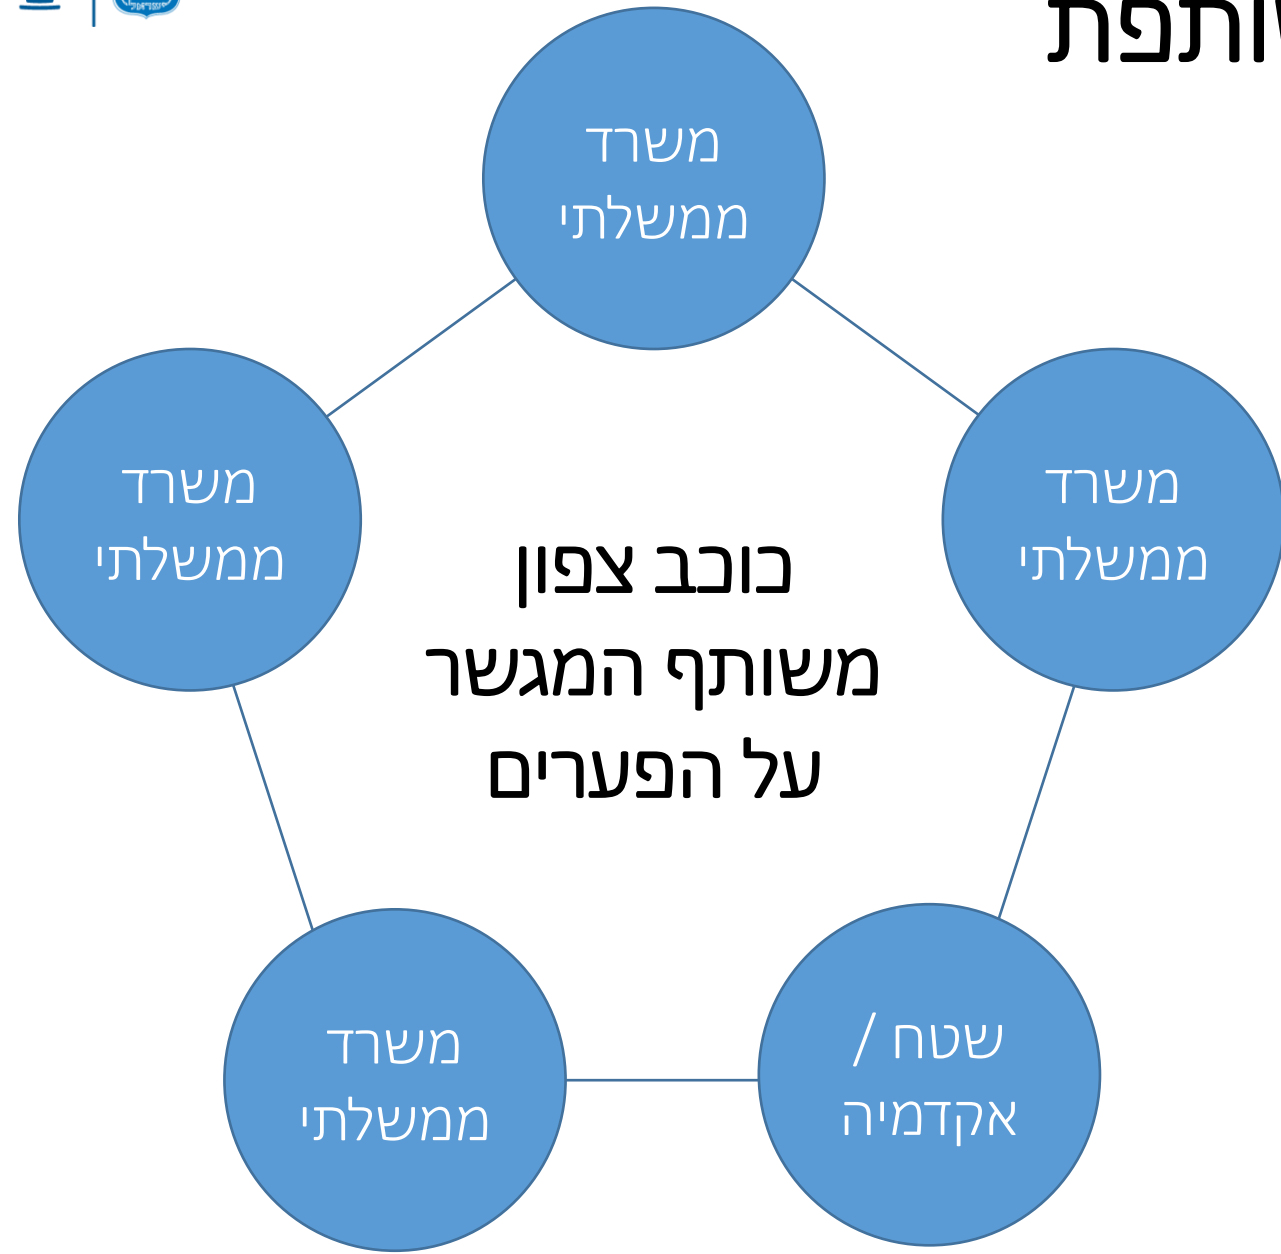 משרד
ממשלתי
משרד
ממשלתי
משרד
ממשלתי
כוכב צפון
משותף המגשר
על הפערים
שטח /
אקדמיה
משרד
ממשלתי